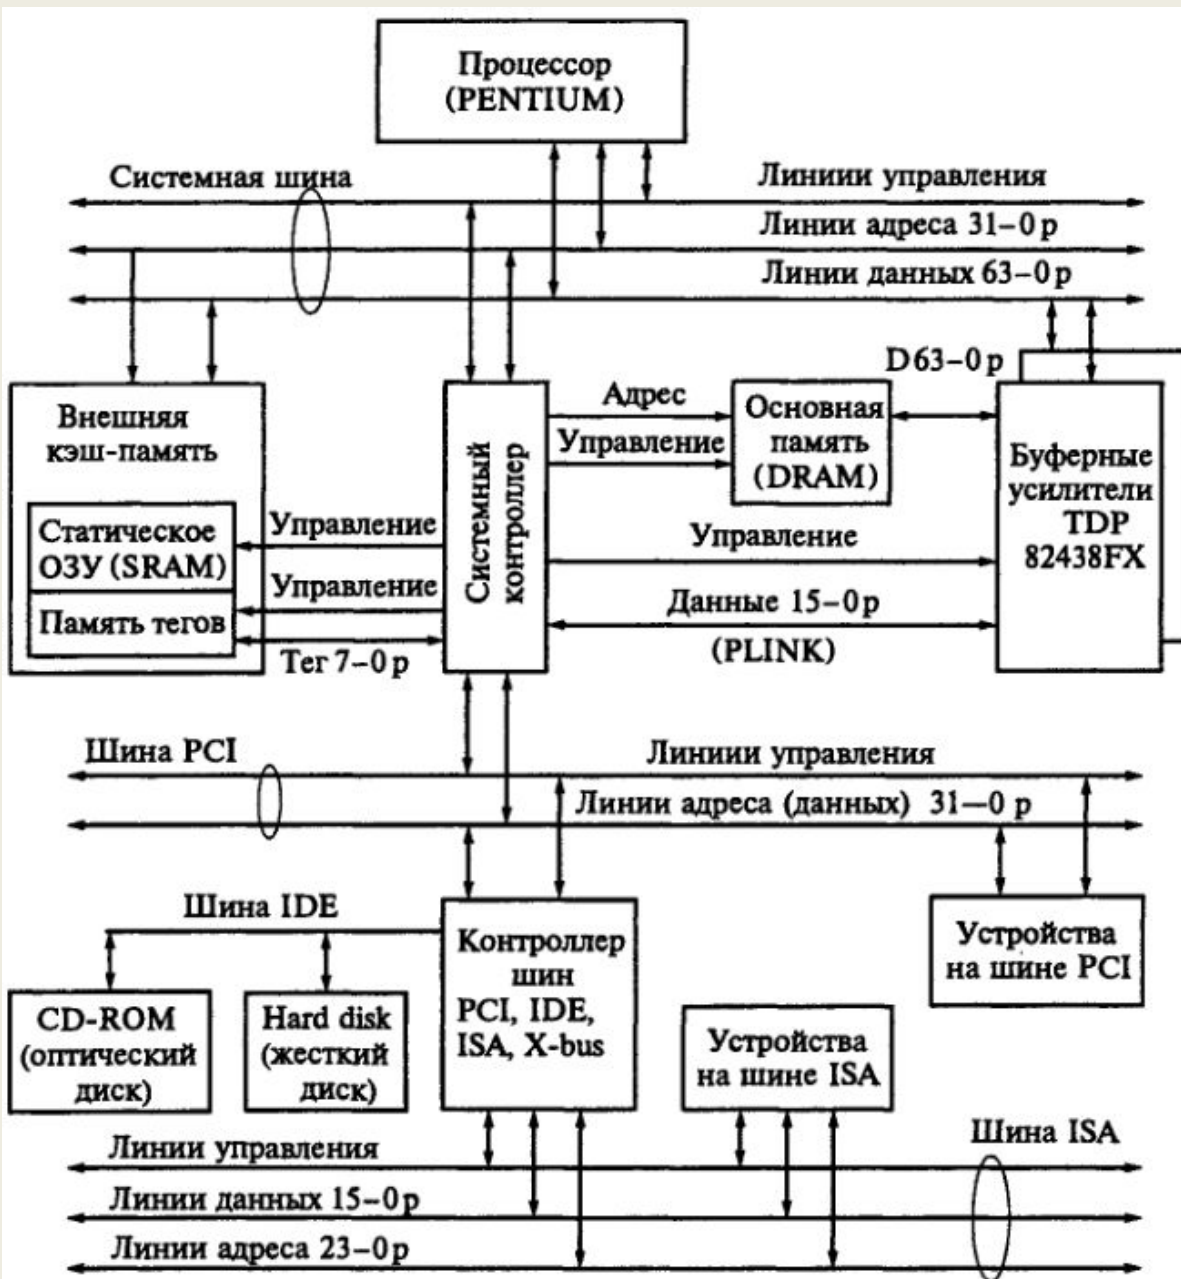 Процессор
(PENTIUM)
Системная шина
Линиии управления
Линии адреса 31–0 р
Линии данных 63–0 р
D 63–0 р
Внешняя
кэш-память
Статическое
ОЗУ (SRAM)
Память тегов
Управление
Управление
Тег 7–0 р
Системный
контроллер
Адрес
Управление
Основная
память
(DRAM)
Управление
Данные 15–0 р
(PLINK)
Буферные
усилители
TDP
82438FX
Шина PCI
Линиии управления
Линии адреса (данных) 31—0 р
Шина IDE
CD-ROM
(оптический
диск)
Hard disk
(жесткий
диск)
Контроллер
шин
PCI, IDE,
ISA, X-bus
Устройства
на шине ISA
Устройства
на шине PCI
Шина ISA
Линии управления
Линии данных 15–0 р
Линии адреса 23–0 р